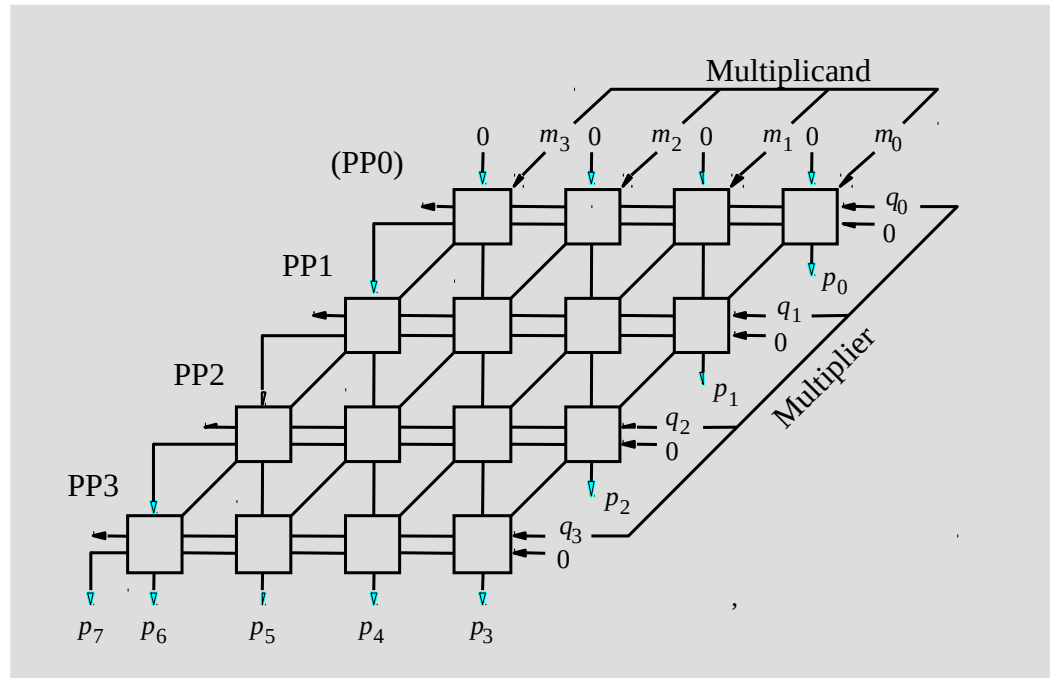 Multiplicand
0 m3 0 m2 0 m1 0 m0
(PP0)
q0
0
PP1
p0
q1
0
Multiplier
PP2
p1
q2
0
PP3
p2
q3
0
,
p7 p6 p5 p4 p3